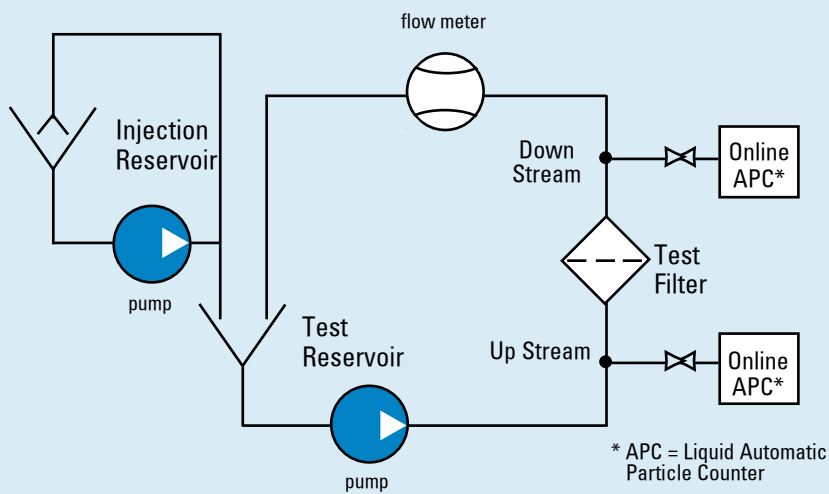 flow meter
Injection
Reservoir
Down
Stream
Online
APC*
Test
Filter
pump
Test
Reservoir
Up Stream
Online
APC*
pump
* APC = Liquid Automatic
Particle Counter